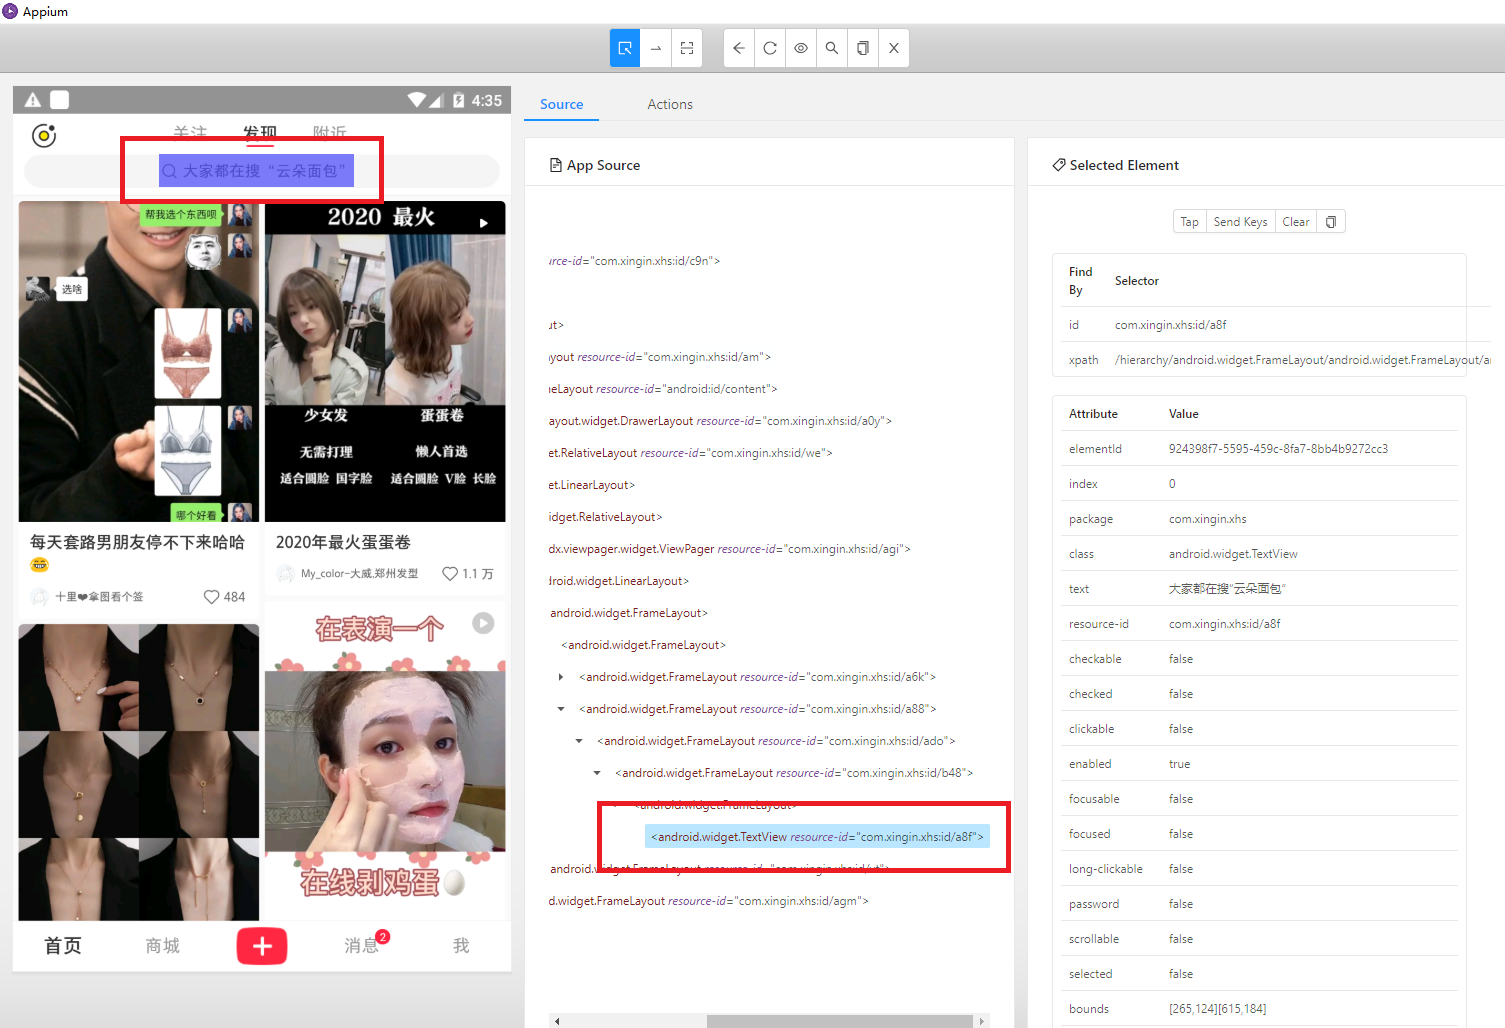 Appium
4:35
关注 发现 附近
大家都在搜“云朵面包”
帮我选个东西呗
选啥
哪个好看
每天套路男朋友停不下来哈哈
😂
十里❤拿图看个签
484
2020 最火
少女发 蛋蛋卷
无需打理 懒人首选
适合圆脸 国字脸 适合圆脸 V脸 长脸
2020年最火蛋蛋卷
My_color-大威,郑州发型
1.1 万
在表演一个
在线剥鸡蛋
首页 商城 消息 2 我
Source Actions
App Source
urce-id="com.xingin.xhs:id/c9n">
ut>
ayout resource-id="com.xingin.xhs:id/am">
neLayout resource-id="android:id/content">
ayout.widget.DrawerLayout resource-id="com.xingin.xhs:id/a0y">
get.RelativeLayout resource-id="com.xingin.xhs:id/we">
et.LinearLayout>
idget.RelativeLayout>
dx.viewpager.widget.ViewPager resource-id="com.xingin.xhs:id/agi">
droid.widget.LinearLayout>
android.widget.FrameLayout>
<android.widget.FrameLayout>
<android.widget.FrameLayout resource-id="com.xingin.xhs:id/a6k">
<android.widget.FrameLayout resource-id="com.xingin.xhs:id/a88">
<android.widget.FrameLayout resource-id="com.xingin.xhs:id/ado">
<android.widget.FrameLayout resource-id="com.xingin.xhs:id/b48">
<android.widget.FrameLayout>
<android.widget.TextView resource-id="com.xingin.xhs:id/a8f">
android.widget.FrameLayout resource-id="com.xingin.xhs:id/vt">
d.widget.FrameLayout resource-id="com.xingin.xhs:id/agm">
Selected Element
Tap Send Keys Clear
Find By Selector
id com.xingin.xhs:id/a8f
xpath /hierarchy/android.widget.FrameLayout/android.widget.FrameLayout/a
Attribute Value
elementId 924398f7-5595-459c-8fa7-8bb4b9272cc3
index 0
package com.xingin.xhs
class android.widget.TextView
text 大家都在搜"云朵面包"
resource-id com.xingin.xhs:id/a8f
checkable false
checked false
clickable false
enabled true
focusable false
focused false
long-clickable false
password false
scrollable false
selected false
bounds [265,124][615,184]